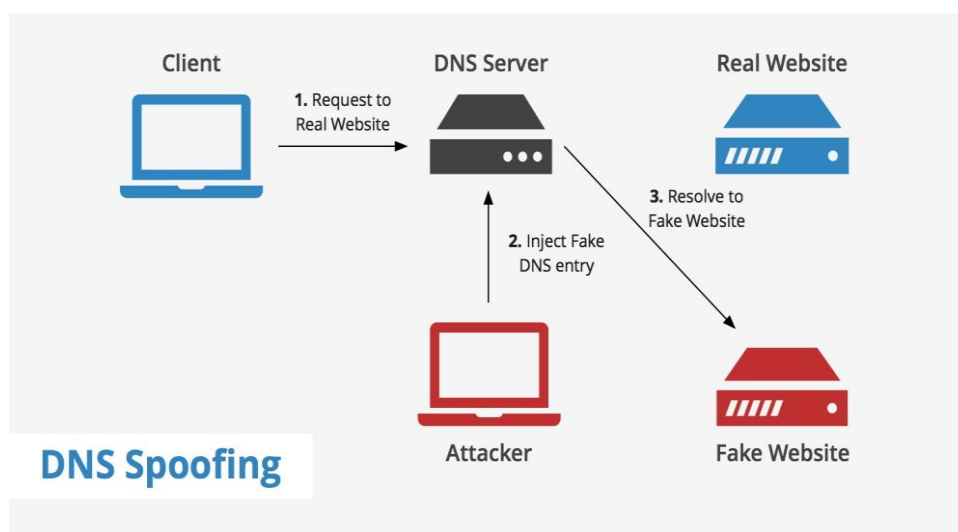 Client
DNS Server
Real Website
1. Request to
Real Website
3. Resolve to
Fake Website
2. Inject Fake
DNS entry
Attacker
Fake Website
DNS Spoofing